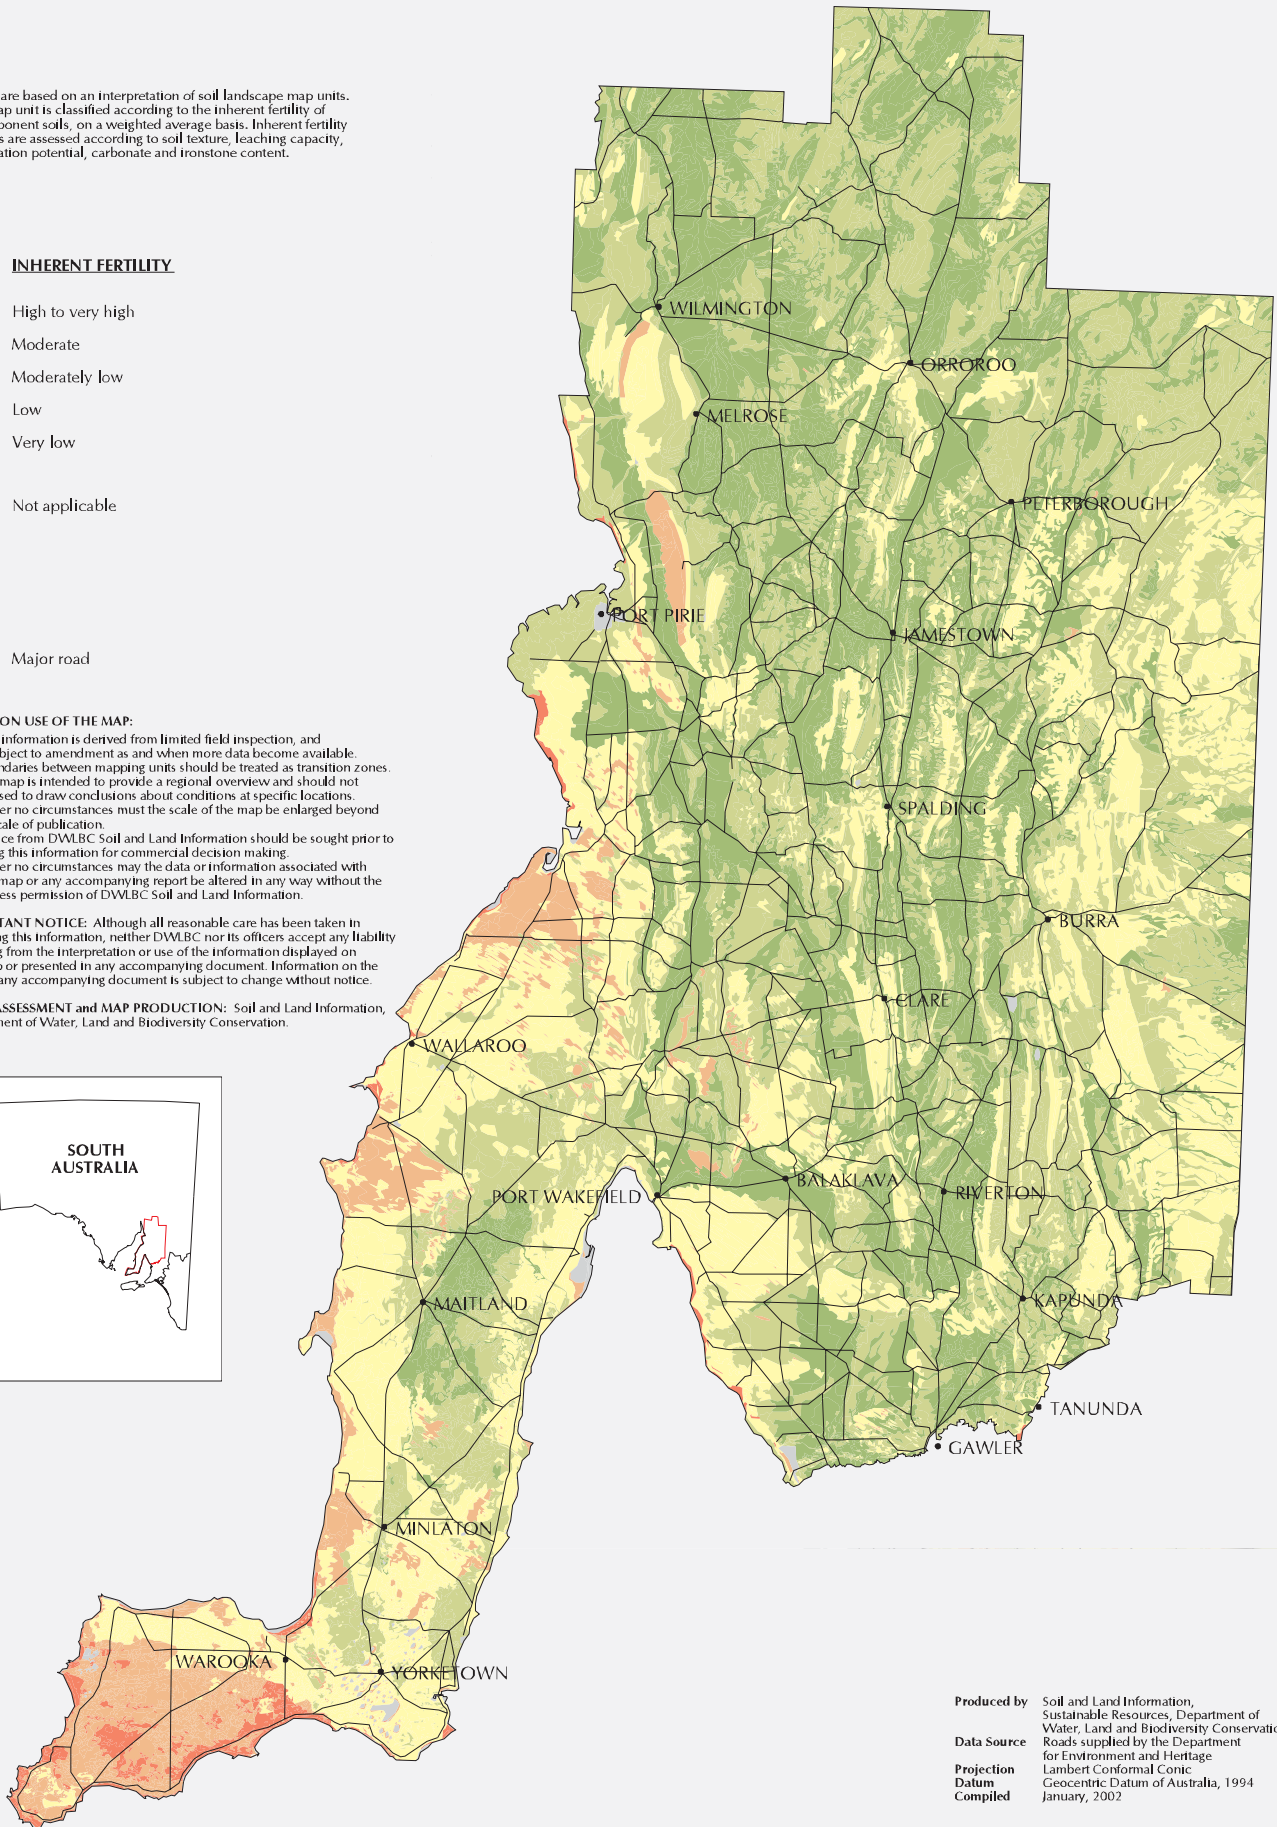 are based on an interpretation of soil landscape map units.
ap unit is classified according to the inherent fertility of
ponent soils, on a weighted average basis. Inherent fertility
s are assessed according to soil texture, leaching capacity,
ation potential, carbonate and ironstone content.
INHERENT FERTILITY
High to very high
Moderate
Moderately low
Low
Very low
Not applicable
Major road
ON USE OF THE MAP:
information is derived from limited field inspection, and
bject to amendment as and when more data become available.
ndaries between mapping units should be treated as transition zones.
map is intended to provide a regional overview and should not
sed to draw conclusions about conditions at specific locations.
er no circumstances must the scale of the map be enlarged beyond
cale of publication.
ice from DWLBC Soil and Land Information should be sought prior to
g this information for commercial decision making.
er no circumstances may the data or information associated with
map or any accompanying report be altered in any way without the
ess permission of DWLBC Soil and Land Information.
TANT NOTICE: Although all reasonable care has been taken in
ng this information, neither DWLBC nor its officers accept any liability
g from the interpretation or use of the information displayed on
p or presented in any accompanying document. Information on the
any accompanying document is subject to change without notice.
ASSESSMENT and MAP PRODUCTION: Soil and Land Information,
ment of Water, Land and Biodiversity Conservation.
SOUTH
AUSTRALIA
WILMINGTON
ORROROO
MELROSE
PETERBOROUGH
PORT PIRIE
JAMESTOWN
SPALDING
BURRA
CLARE
WALLAROO
BALAKLAVA
PORT WAKEFIELD
RIVERTON
MAITLAND
KAPUNDA
TANUNDA
GAWLER
MINLATON
WAROOKA
YORKETOWN
Produced by Soil and Land Information,
Sustainable Resources, Department of
Water, Land and Biodiversity Conservatio
Data Source Roads supplied by the Department
for Environment and Heritage
Projection Lambert Conformal Conic
Datum Geocentric Datum of Australia, 1994
Compiled January, 2002